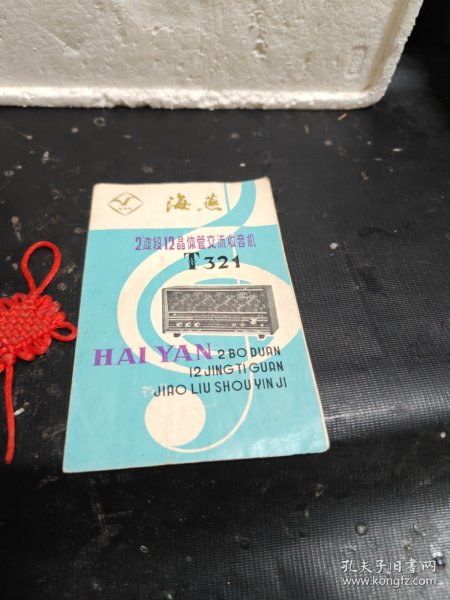 海燕
2波段12晶体管交流收音机
T321
HAI YAN 2 BO DUAN
12 JING TI GUAN
JIAO LIU SHOU YIN JI
孔夫子旧书网
www.kongfz.com